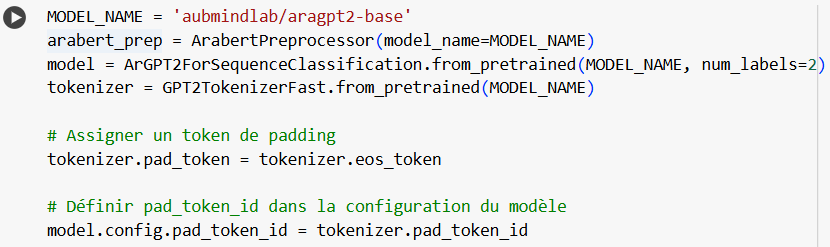 MODEL_NAME = 'aubmindlab/aragpt2-base'
arabert_prep = ArabertPreprocessor(model_name=MODEL_NAME)
model = ArGPT2ForSequenceClassification.from_pretrained(MODEL_NAME, num_labels=2)
tokenizer = GPT2TokenizerFast.from_pretrained(MODEL_NAME)
# Assigner un token de padding
tokenizer.pad_token = tokenizer.eos_token
# Définir pad_token_id dans la configuration du modèle
model.config.pad_token_id = tokenizer.pad_token_id